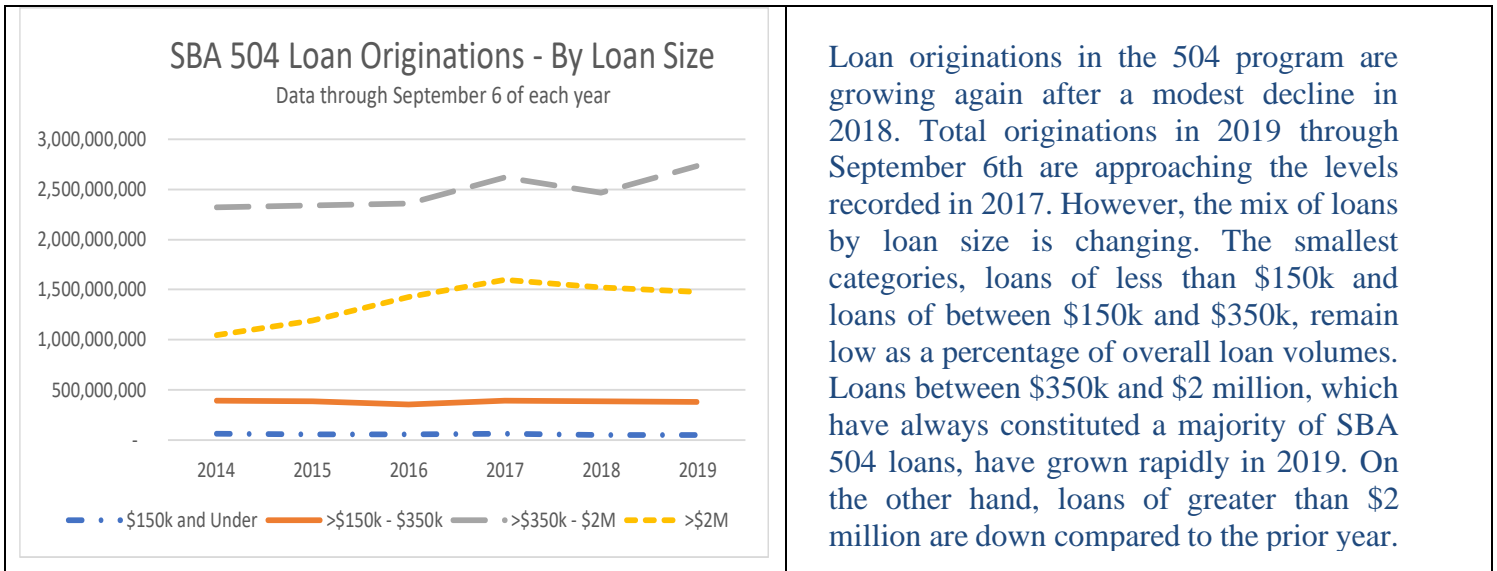 SBA 504 Loan Originations - By Loan Size
Data through September 6 of each year
3,000,000,000
2,500,000,000
2,000,000,000
1,500,000,000
1,000,000,000
500,000,000
-
2014 2015 2016 2017 2018 2019
$150k and Under >$150k - $350k >$350k - $2M >$2M
Loan originations in the 504 program are
growing again after a modest decline in
2018. Total originations in 2019 through
September 6th are approaching the levels
recorded in 2017. However, the mix of loans
by loan size is changing. The smallest
categories, loans of less than $150k and
loans of between $150k and $350k, remain
low as a percentage of overall loan volumes.
Loans between $350k and $2 million, which
have always constituted a majority of SBA
504 loans, have grown rapidly in 2019. On
the other hand, loans of greater than $2
million are down compared to the prior year.